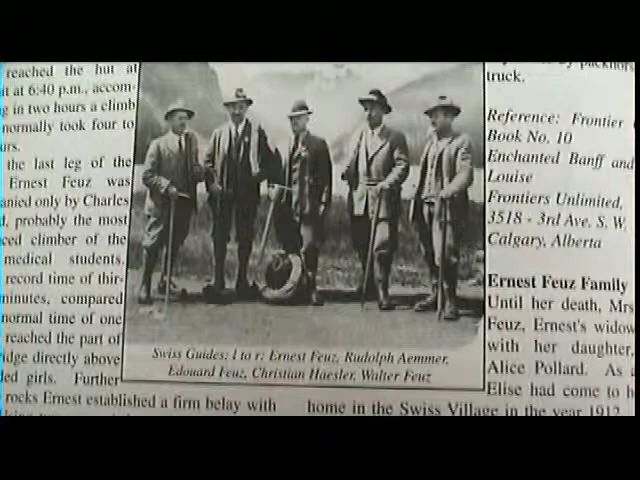 reached the hut at
at 6:40 p.m., accom-
in two hours a climb
normally took four to
the last leg of the
Ernest Feuz was
only by Charles
probably the most
climber of the
medical students.
record time of thir-
minutes, compared
normal time of one
reached the part of
directly above
girls. Further
rocks Ernest established a firm belay with
Swiss Guides: l to r: Ernest Feuz, Rudolph Aemmer,
Edouard Feuz, Christian Haesler, Walter Feuz
home in the Swiss Village in the year 1912
by
truck.
Reference: Frontier
Book No. 10
Enchanted Banff and
Louise
Frontiers Unlimited,
3518 - 3rd Ave. S. W.
Calgary, Alberta
Ernest Feuz Family
Until her death, Mrs
Feuz, Ernest's widow
with her daughter,
Alice Pollard. As
Elise had come to